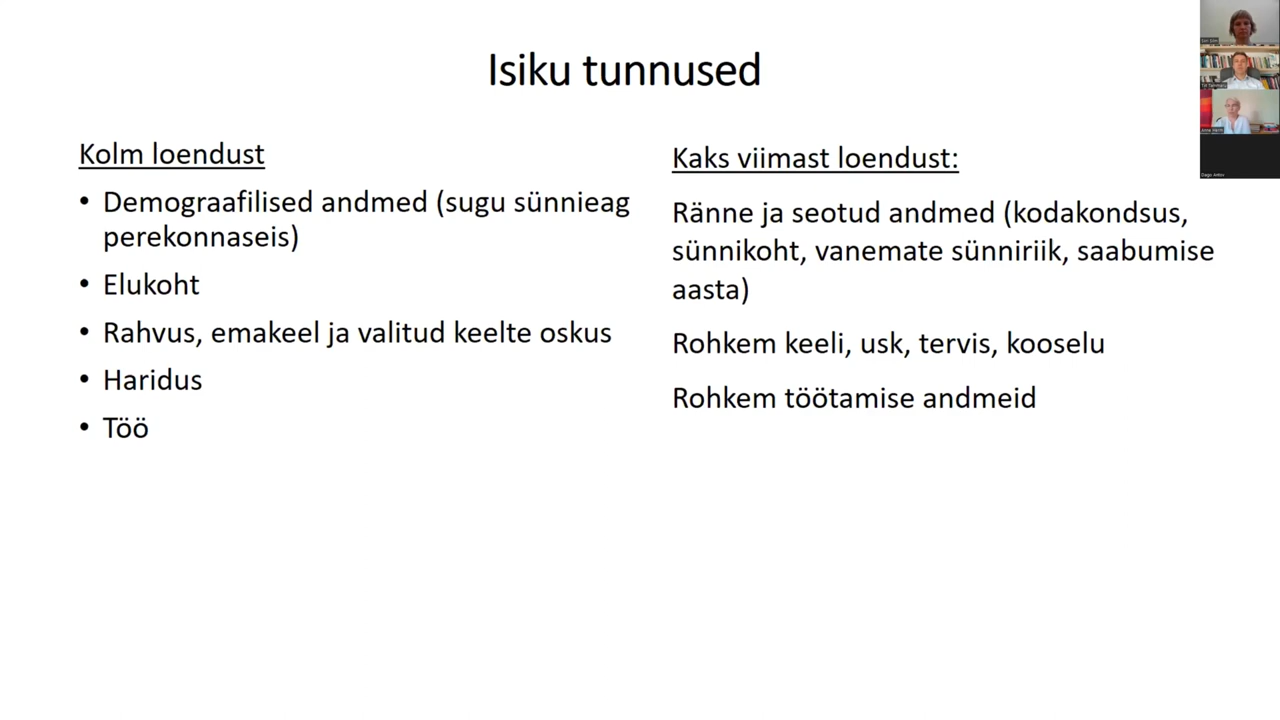 Isiku tunnused
Kolm loendust
• Demograafilised andmed (sugu sünnieag
perekonnaseis)
• Elukoht
• Rahvus, emakeel ja valitud keelte oskus
• Haridus
• Töö
Kaks viimast loendust:
Ränne ja seotud andmed (kodakondsus,
sünnikoht, vanemate sünniriik, saabumise
aasta)
Rohkem keeli, usk, tervis, kooselu
Rohkem töötamise andmeid